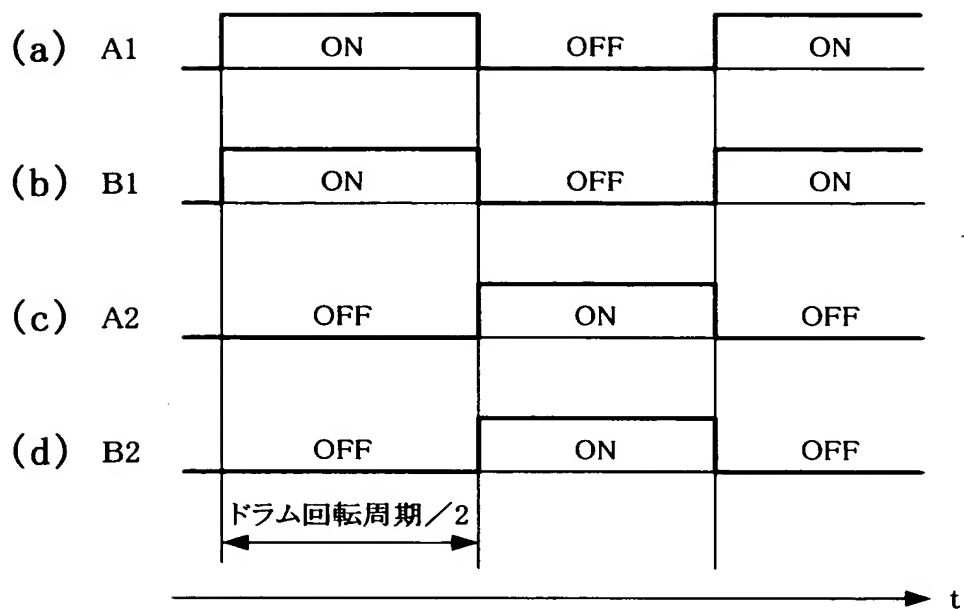 (a) A1 ON OFF ON
(b) B1 ON OFF ON
(c) A2 OFF ON OFF
(d) B2 OFF ON OFF
ドラム回転周期／2
t